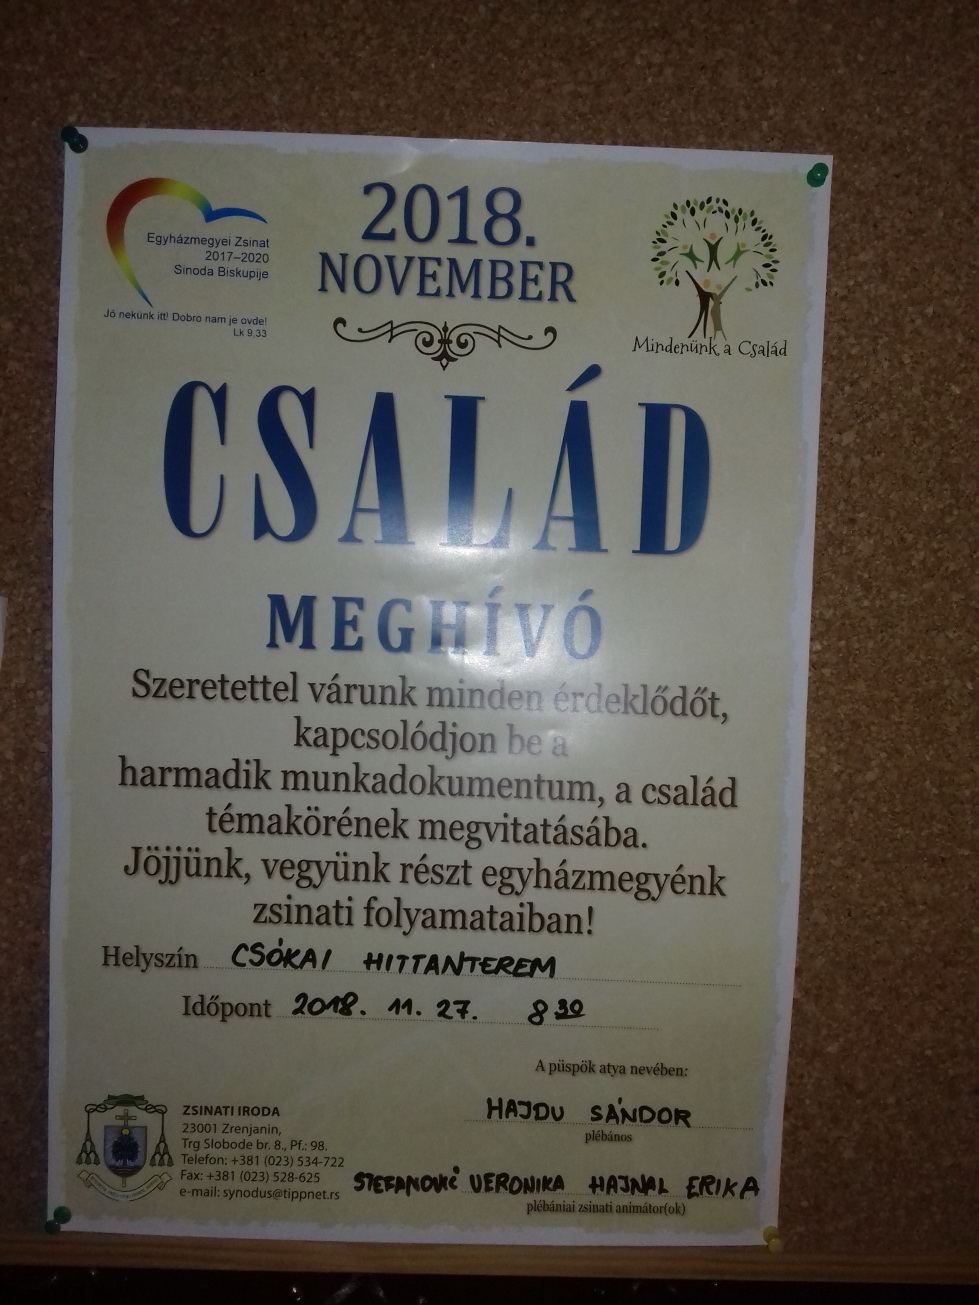 Egyházmegyei Zsinat
2017–2020
Sinoda Biskupije
Jó nekünk itt! Dobro nam je ovde!
Lk 9,33
2018.
NOVEMBER
Mindenünk a Család
CSALÁD
MEGHÍVÓ
Szeretettel várunk minden érdeklődőt,
kapcsolódjon be a
harmadik munkadokumentum, a család
témakörének megvitatásába.
Jöjjünk, vegyünk részt egyházmegyénk
zsinati folyamataiban!
Helyszín CSÓKAI HITTANTEREM
Időpont 2018. 11. 27. 8 30
A püspök atya nevében:
HAJDU SÁNDOR
plébános
STEFANOVIĆ VERONIKA HAJNAL ERIKA
plébániai zsinati animátor(ok)
ZSINATI IRODA
23001 Zrenjanin,
Trg Slobode br. 8., Pf.: 98.
Telefon: +381 (023) 534-722
Fax: +381 (023) 528-625
e-mail: synodus@tippnet.rs